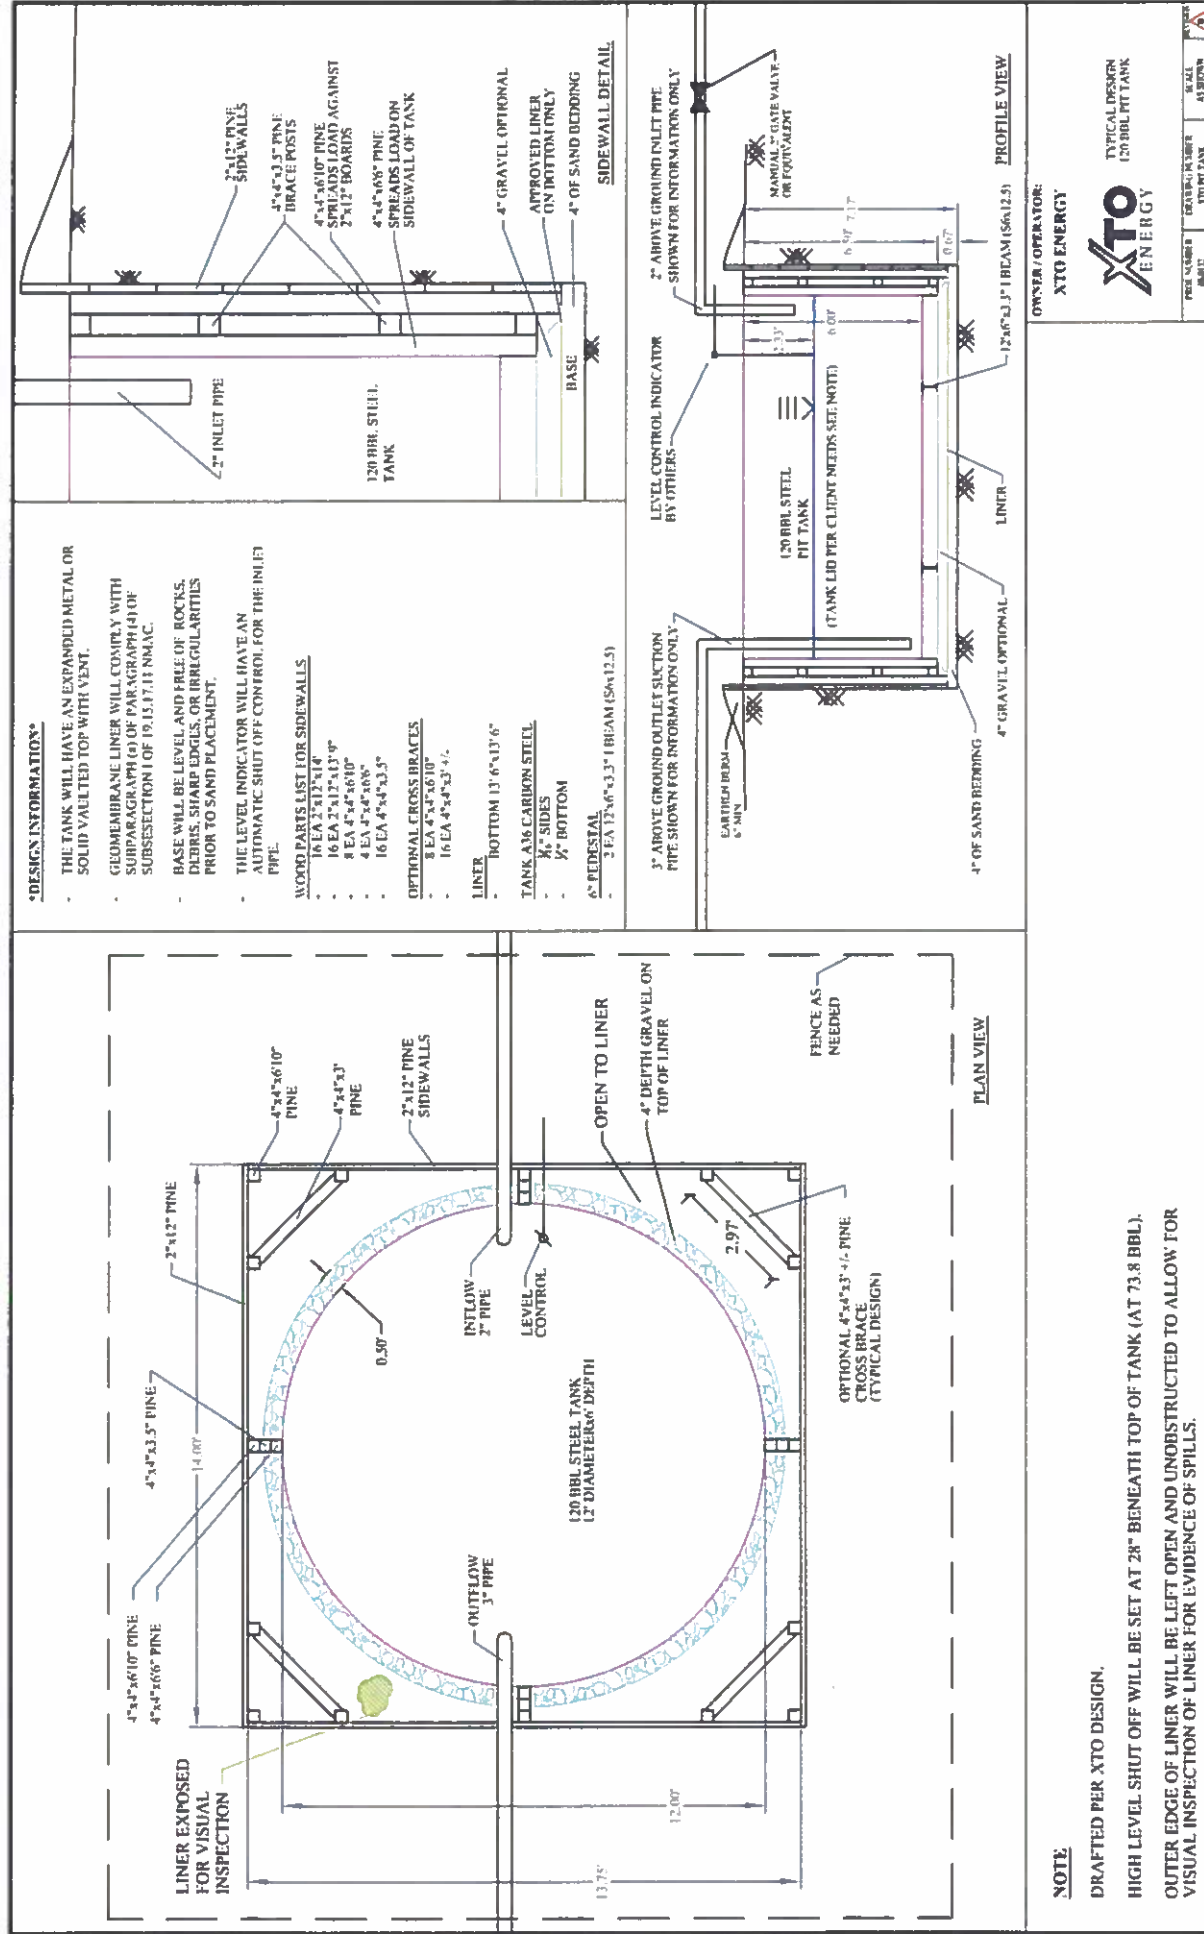 *DESIGN INFORMATION*
- THE TANK WILL HAVE AN EXPANDED METAL OR
SOLID VAULTED TOP WITH VENT.
- GEOMEMBRANE LINER WILL COMPLY WITH
SUBPARAGRAPH (a) OF PARAGRAPH (4) OF
SUBSESECTION I OF 19.15.17.11 NMAC.
- BASE WILL BE LEVEL AND FREE OF ROCKS,
DEBRIS, SHARP EDGES, OR IRREGULARITIES
PRIOR TO SAND PLACEMENT.
- THE LEVEL INDICATOR WILL HAVE AN
AUTOMATIC SHUT OFF CONTROL FOR THE INLET
PIPE.
WOOD PARTS LIST FOR SIDEWALLS
- 16 EA 2"x12"x14'
- 16 EA 2"x12"x13'9"
- 8 EA 4"x4"x6'10"
- 4 EA 4"x4"x6'6"
- 16 EA 4"x4"x3.5"
OPTIONAL CROSS BRACES
- 8 EA 4"x4"x6'10"
- 16 EA 4"x4"x3' +/-
LINER
- BOTTOM 13' 6"x13'6"
TANK A36 CARBON STEEL
- SIDES
- BOTTOM
6" PEDESTAL
- 2 EA 12'x6"x3.3" I BEAM (S6x12.5)
2"x12" PINE
SIDEWALLS
4"x4"x3.5" PINE
BRACE POSTS
4"x4"x6'10" PINE
SPREADS LOAD AGAINST
2"x12" BOARDS
4"x4"x6'6" PINE
SPREADS LOAD ON
SIDEWALL OF TANK
4" GRAVEL OPTIONAL
APPROVED LINER
ON BOTTOM ONLY
4" OF SAND BEDDING
2" INLET PIPE
120 BBL STEEL
TANK
BASE
SIDEWALL DETAIL
LINER EXPOSED
FOR VISUAL
INSPECTION
4"x4"x6'10" PINE
4"x4"x6'6" PINE
4"x4"x3.5" PINE
2"x12" PINE
4"x4"x6'10"
PINE
4"x4"x3'
PINE
2"x12" PINE
SIDEWALLS
14.00'
0.50'
OUTFLOW
3" PIPE
INFLOW
2" PIPE
LEVEL
CONTROL
120 BBL STEEL TANK
12' DIAMETERx6' DEPTH
OPEN TO LINER
4" DEPTH GRAVEL ON
TOP OF LINER
12.00'
13.75'
2.97'
OPTIONAL 4"x4"x3' +/- PINE
CROSS BRACE
(TYPICAL DESIGN)
FENCE AS
NEEDED
PLAN VIEW
3" ABOVE GROUND OUTLET SUCTION
PIPE SHOWN FOR INFORMATION ONLY
LEVEL CONTROL INDICATOR
BY OTHERS
2" ABOVE GROUND INLET PIPE
SHOWN FOR INFORMATION ONLY
EARTHEN BERM
6" MIN
MANUAL 2" GATE VALVE
OR EQUIVALENT
120 BBL STEEL
PIT TANK
(TANK LID PER CLIENT NEEDS SEE NOTE)
2.33'
6.00'
7.17'
0.67'
4" OF SAND BEDDING
4" GRAVEL OPTIONAL
LINER
12'x6"x3.3" I BEAM (S6x12.5)
PROFILE VIEW
NOTE
DRAFTED PER XTO DESIGN.
HIGH LEVEL SHUT OFF WILL BE SET AT 28" BENEATH TOP OF TANK (AT 73.8 BBL).
OUTER EDGE OF LINER WILL BE LEFT OPEN AND UNOBSTRUCTED TO ALLOW FOR
VISUAL INSPECTION OF LINER FOR EVIDENCE OF SPILLS.
OWNER/OPERATOR:
XTO ENERGY
XTO
ENERGY
TYPICAL DESIGN
120 BBL PIT TANK
SCALE
AS SHOWN